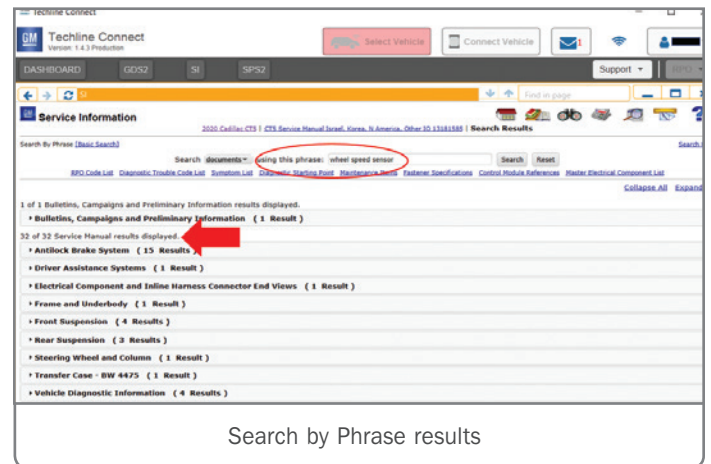 Techline Connect
GM Techline Connect
Version: 1.4.3 Production
Select Vehicle Connect Vehicle 1
DASHBOARD GDS2 SI SPS2 Support RPO
SI Find in page
GM Service Information
2020 Cadillac CT5 | CT5 Service Manual Israel, Korea, N America, Other ID 13181585 | Search Results
Search By Phrase [Basic Search] Search
Search documents using this phrase: wheel speed sensor Search Reset
RPO Code List Diagnostic Trouble Code List Symptom List Diagnostic Starting Point Maintenance Items Fastener Specifications Control Module References Master Electrical Component List
Collapse All Expand
1 of 1 Bulletins, Campaigns and Preliminary Information results displayed.
Bulletins, Campaigns and Preliminary Information ( 1 Result )
32 of 32 Service Manual results displayed.
Antilock Brake System ( 15 Results )
Driver Assistance Systems ( 1 Result )
Electrical Component and Inline Harness Connector End Views ( 1 Result )
Frame and Underbody ( 1 Result )
Front Suspension ( 4 Results )
Rear Suspension ( 3 Results )
Steering Wheel and Column ( 1 Result )
Transfer Case - BW 4475 ( 1 Result )
Vehicle Diagnostic Information ( 4 Results )
Search by Phrase results